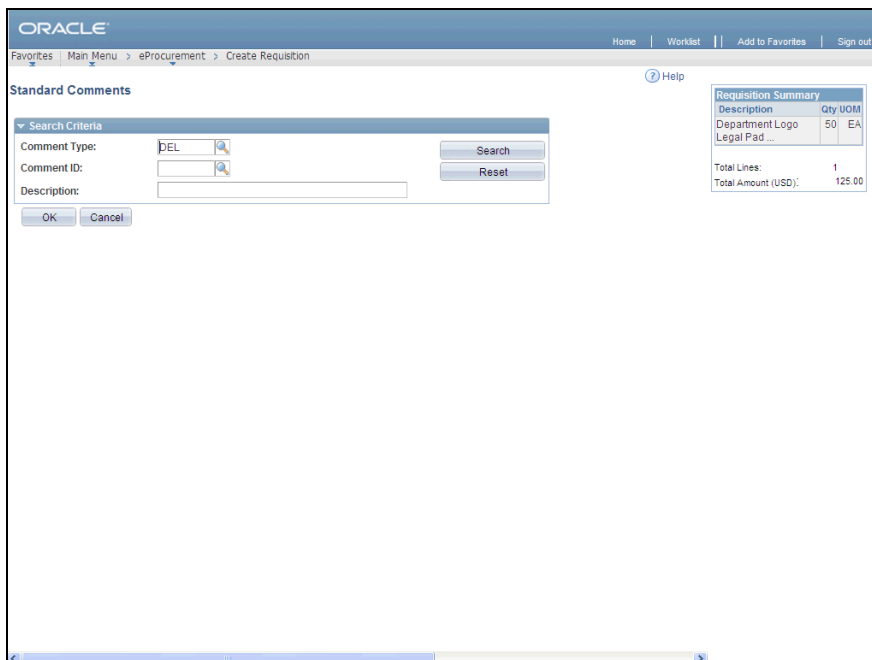 ORACLE
Home | Worklist | | Add to Favorites | Sign out
Favorites | Main Menu > eProcurement > Create Requisition
? Help
Standard Comments
Search Criteria
Comment Type: DEL
Comment ID:
Description:
Search
Reset
OK Cancel
Requisition Summary
Description Qty UOM
Department Logo Legal Pad ... 50 EA
Total Lines: 1
Total Amount (USD): 125.00